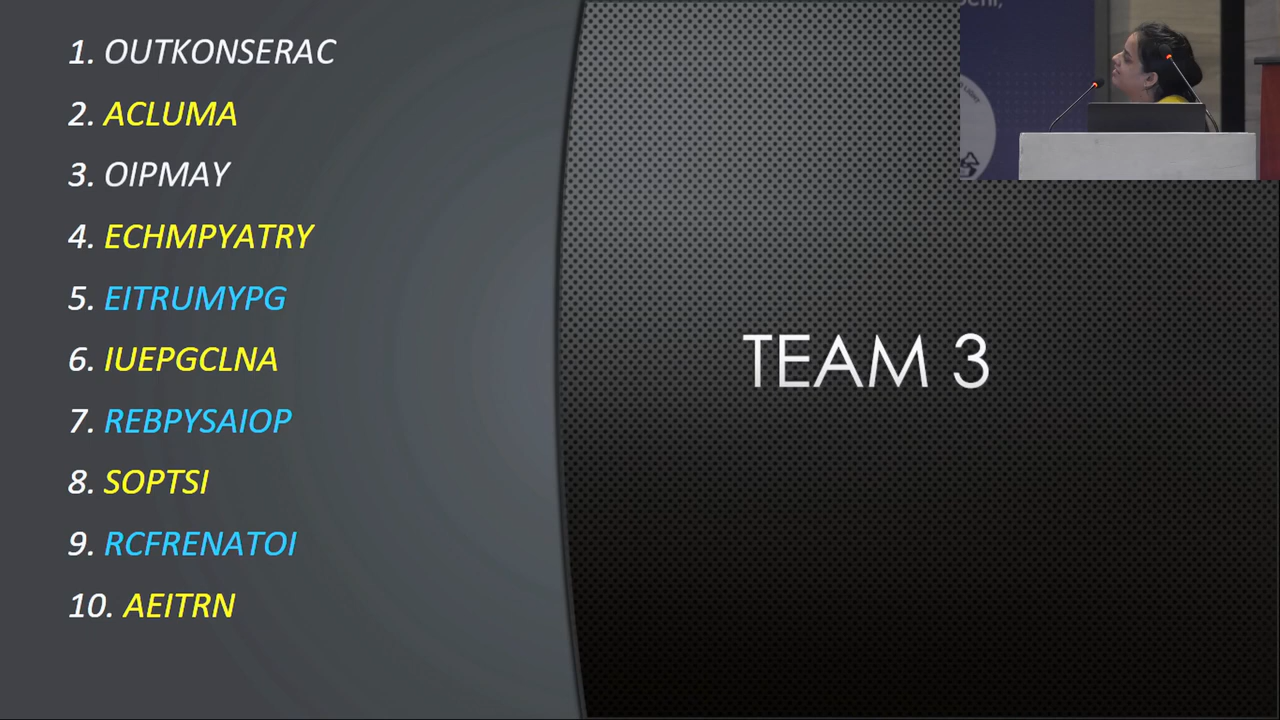 1. OUTKONSERAC
2. ACLUMA
3. OIPMAY
4. ECHMPYATRY
5. EITRUMYPG
6. IUEPGCLNA
7. REBPYSAIOP
8. SOPTSI
9. RCFRENATOI
10. AEITRN
TEAM 3